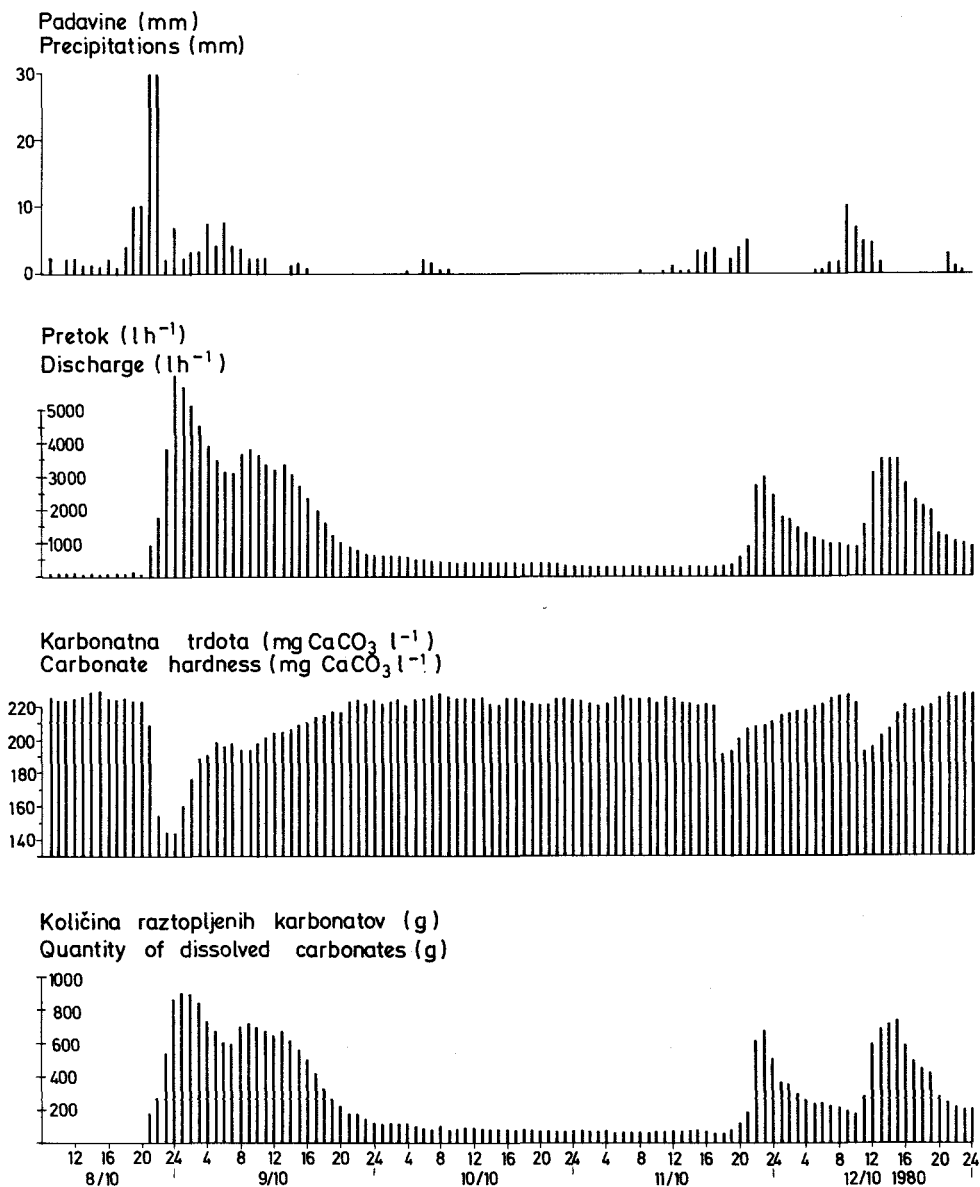 Padavine (mm)
Precipitations (mm)
30
20
10
0
Pretok (l h⁻¹)
Discharge (l h⁻¹)
5000
4000
3000
2000
1000
Karbonatna trdota (mg CaCO₃ l⁻¹)
Carbonate hardness (mg CaCO₃ l⁻¹)
220
200
180
160
140
Količina raztopljenih karbonatov (g)
Quantity of dissolved carbonates (g)
1000
800
600
400
200
12 16 20 24 4 8 12 16 20 24 4 8 12 16 20 24 4 8 12 16 20 24 4 8 12 16 20 24
8/10 9/10 10/10 11/10 12/10 1980